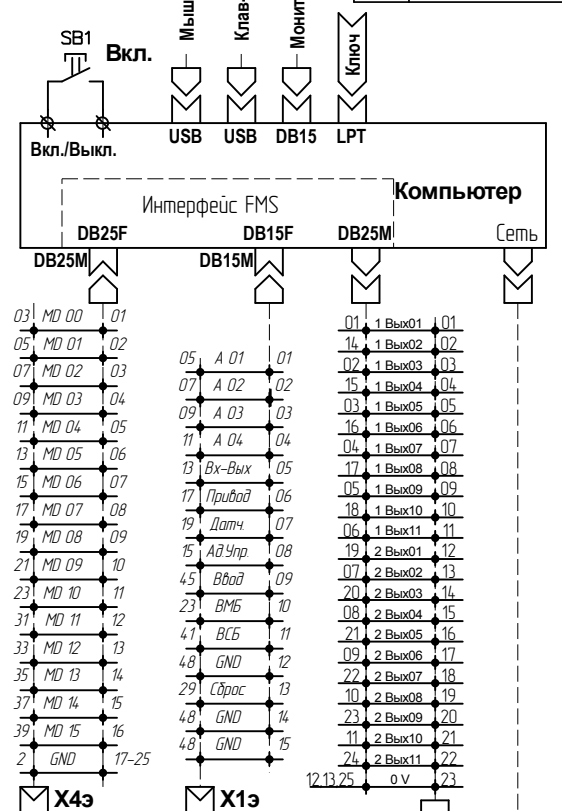 SB1
Вкл.
Ключ
USB USB DB15 LPT
Вкл./Выкл.
Компьютер
Интерфейс FMS
DB25F DB15F DB25M Сеть
DB25M DB15M
03 MD 00 01
05 MD 01 02
07 MD 02 03
09 MD 03 04
11 MD 04 05
13 MD 05 06
15 MD 06 07
17 MD 07 08
19 MD 08 09
21 MD 09 10
23 MD 10 11
31 MD 11 12
33 MD 12 13
35 MD 13 14
37 MD 14 15
39 MD 15 16
2 GND 17-25
X4э
05 A 01 01
07 A 02 02
09 A 03 03
11 A 04 04
13 Вх-Вых 05
17 Привод 06
19 Датч. 07
15 Ад.Упр. 08
45 Ввод 09
23 ВМБ 10
41 ВСБ 11
48 GND 12
29 Сброс 13
48 GND 14
48 GND 15
X1э
01 1 Вых01 01
14 1 Вых02 02
02 1 Вых03 03
15 1 Вых04 04
03 1 Вых05 05
16 1 Вых06 06
04 1 Вых07 07
17 1 Вых08 08
05 1 Вых09 09
18 1 Вых10 10
06 1 Вых11 11
19 2 Вых01 12
07 2 Вых02 13
20 2 Вых03 14
08 2 Вых04 15
21 2 Вых05 16
09 2 Вых06 17
22 2 Вых07 18
10 2 Вых08 19
23 2 Вых09 20
11 2 Вых10 21
24 2 Вых11 22
12.13.25 0 V 23